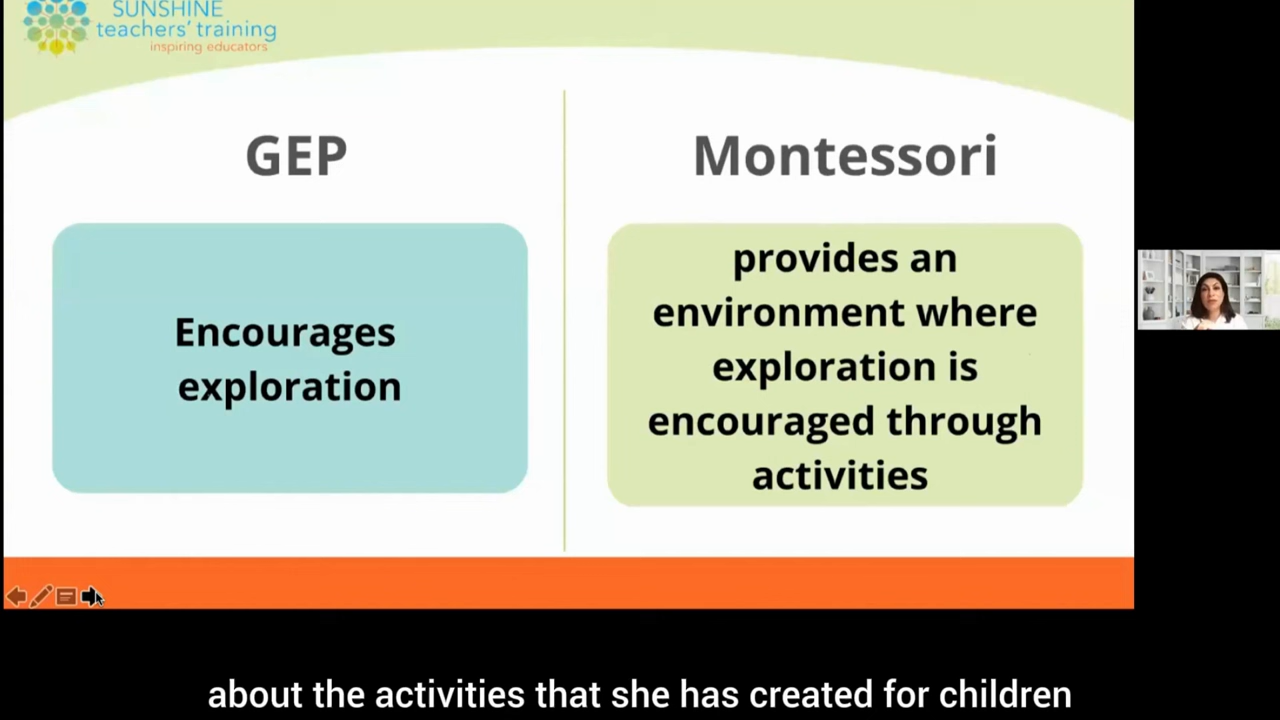 SUNSHINE
teachers' training
inspiring educators
GEP
Montessori
Encourages
exploration
provides an
environment where
exploration is
encouraged through
activities
about the activities that she has created for children